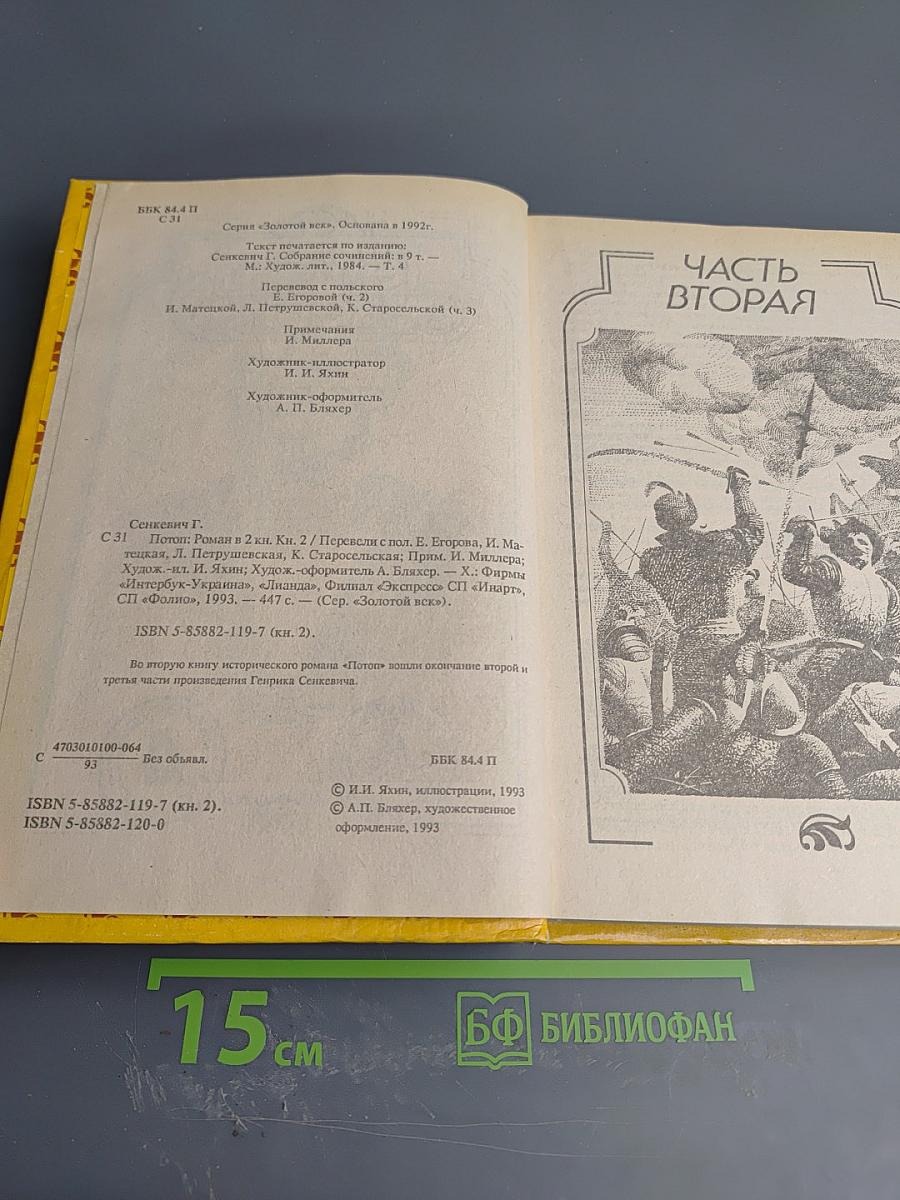 ББК 84.4 П
С 31
Серия «Золотой век». Основана в 1992г.
Текст печатается по изданию:
Сенкевич Г. Собрание сочинений: в 9 т. —
М.: Худож. лит., 1984. — Т. 4
Перевевод с польского
Е. Егоровой (ч. 2)
И. Матецкой, Л. Петрушевской, К. Старосельской (ч. 3)
Примечания
И. Миллера
Художник-иллюстратор
И. И. Яхин
Художник-оформитель
А. П. Бляхер
Сенкевич Г.
С 31 Потоп: Роман в 2 кн. Кн. 2 / Перевели с пол. Е. Егорова, И. Ма-
тецкая, Л. Петрушевская, К. Старосельская; Прим. И. Миллера;
Худож.-ил. И. Яхин; Худож.-оформитель А. Бляхер. — Х.: Фирмы
«Интербук-Украина», «Лианда», Филиал «Экспресс» СП «Инарт»,
СП «Фолио», 1993. — 447 с. — (Сер. «Золотой век»).
ISBN 5-85882-119-7 (кн. 2).
Во вторую книгу исторического романа «Потоп» вошли окончание второй и
третья части произведения Генрика Сенкевича.
С 4703010100-064 Без объявл.
93
ББК 84.4 П
ISBN 5-85882-119-7 (кн. 2).
ISBN 5-85882-120-0
© И.И. Яхин, иллюстрации, 1993
© А.П. Бляхер, художественное
оформление, 1993
ЧАСТЬ
ВТОРАЯ
15 см
БФ БИБЛИОФАН